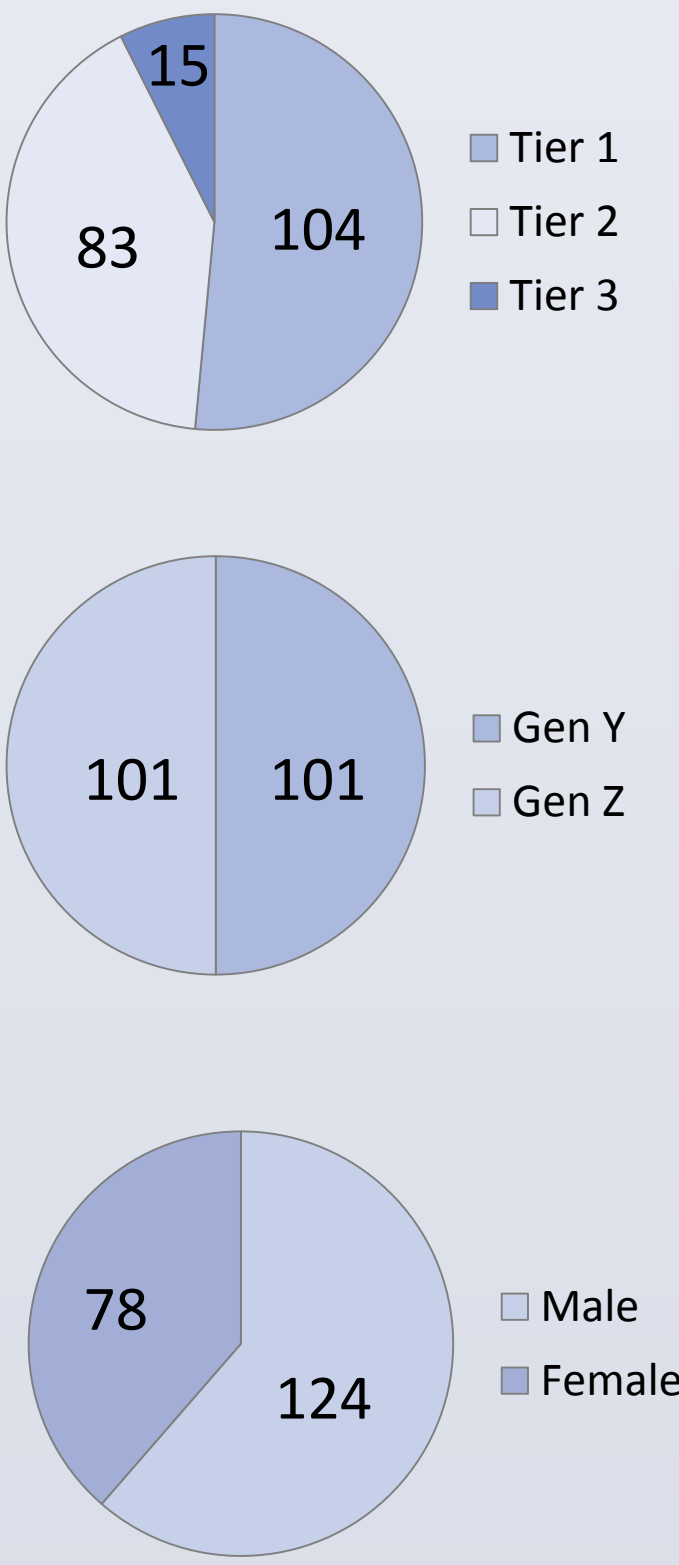 15
104
83
Tier 1
Tier 2
Tier 3
101
101
Gen Y
Gen Z
78
124
Male
Female